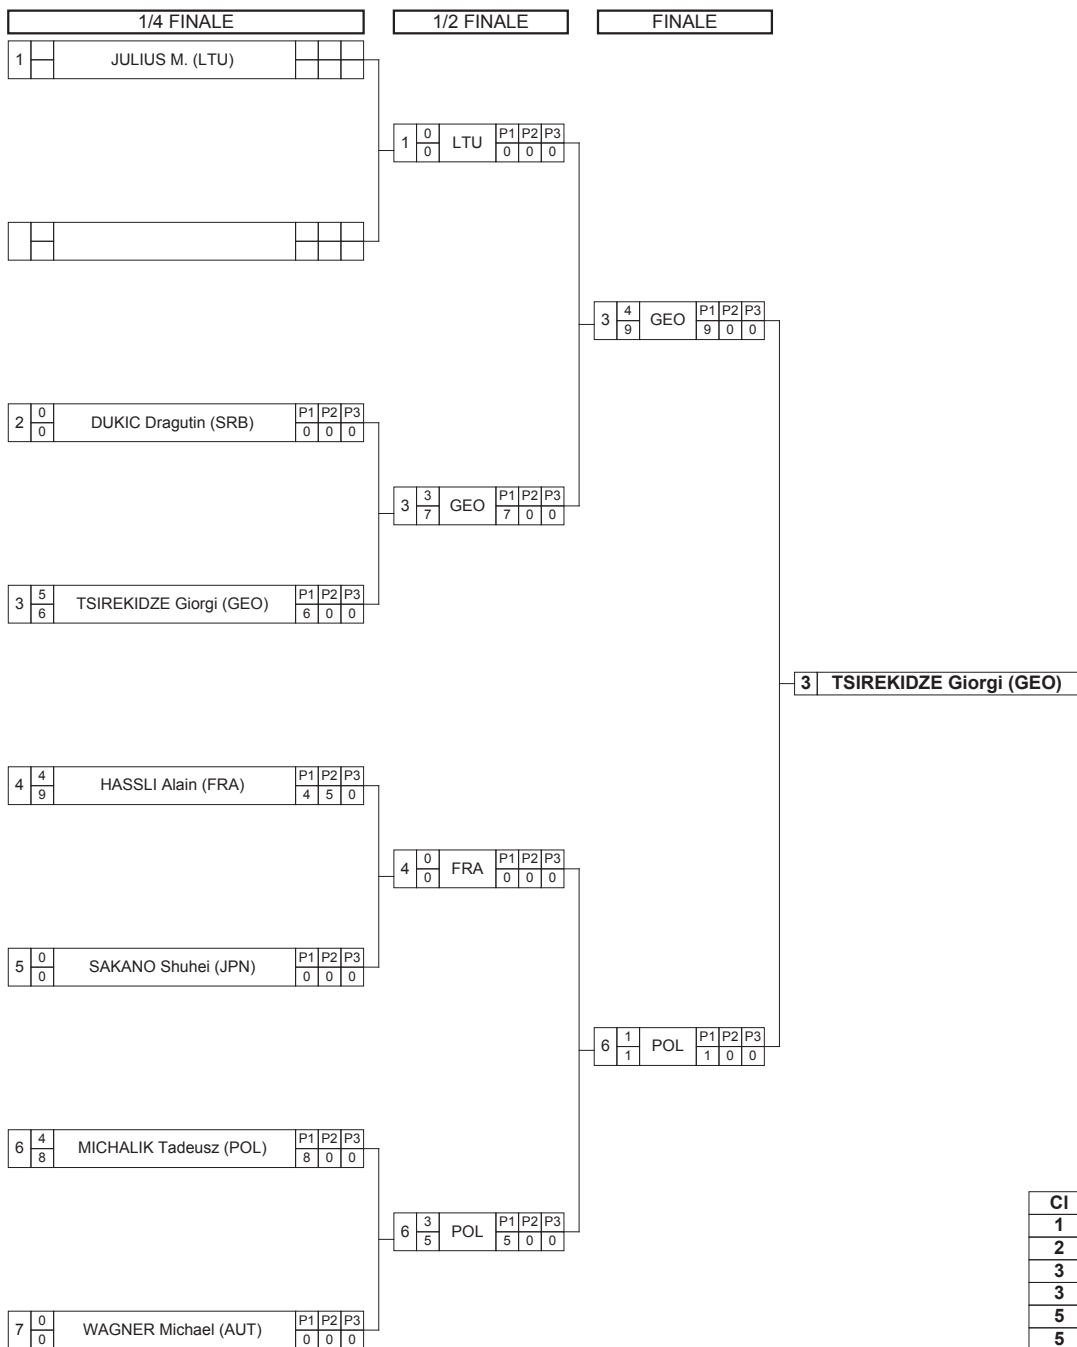 1/4 FINALE 1/2 FINALE FINALE
1 JULIUS M. (LTU)
1 0 LTU P1 P2 P3
0 0 0 0
3 4 GEO P1 P2 P3
9 9 0 0
2 0 DUKIC Dragutin (SRB) P1 P2 P3
0 0 0 0
3 3 GEO P1 P2 P3
7 7 0 0
3 5 TSIREKIDZE Giorgi (GEO) P1 P2 P3
6 6 0 0
3 TSIREKIDZE Giorgi (GEO)
4 4 HASSLI Alain (FRA) P1 P2 P3
9 4 5 0
4 0 FRA P1 P2 P3
0 0 0 0
5 0 SAKANO Shuhei (JPN) P1 P2 P3
0 0 0 0
6 1 POL P1 P2 P3
1 1 0 0
6 4 MICHALIK Tadeusz (POL) P1 P2 P3
8 8 0 0
6 3 POL P1 P2 P3
5 5 0 0
7 0 WAGNER Michael (AUT) P1 P2 P3
0 0 0 0
Cl
1
2
3
3
5
5